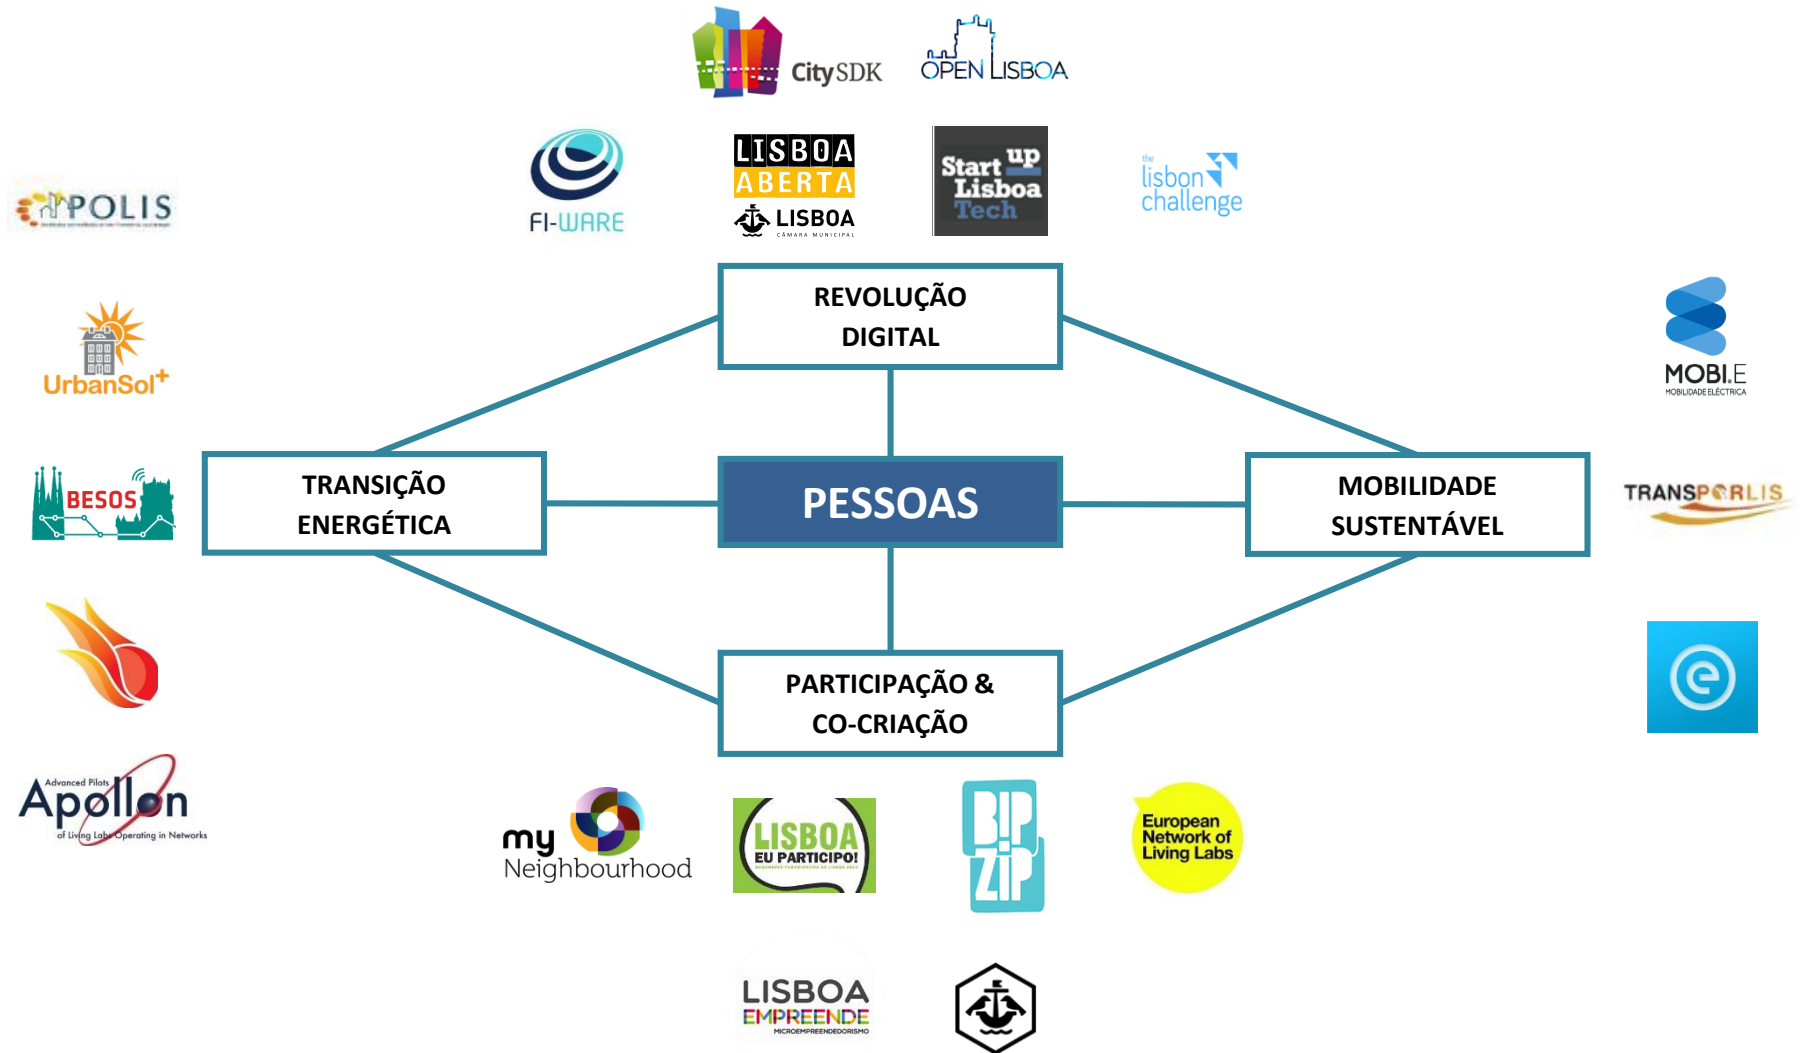 CitySDK
OPEN LISBOA
POLIS
FI-WARE
LISBOA
ABERTA
LISBOA
CÂMARA MUNICIPAL
Start up
Lisboa
Tech
the
lisbon
challenge
REVOLUÇÃO
DIGITAL
UrbanSol+
MOBI.E
MOBILIDADE ELÉCTRICA
BESOS
TRANSIÇÃO
ENERGÉTICA
PESSOAS
MOBILIDADE
SUSTENTÁVEL
TRANSPORLIS
e
PARTICIPAÇÃO &
CO-CRIAÇÃO
Advanced Pilots
Apollon
of Living Labs Operating in Networks
my
Neighbourhood
LISBOA
EU PARTICIPO!
BIP
ZIP
European
Network of
Living Labs
LISBOA
EMPREENDE
MICROEMPREENDEDORISMO